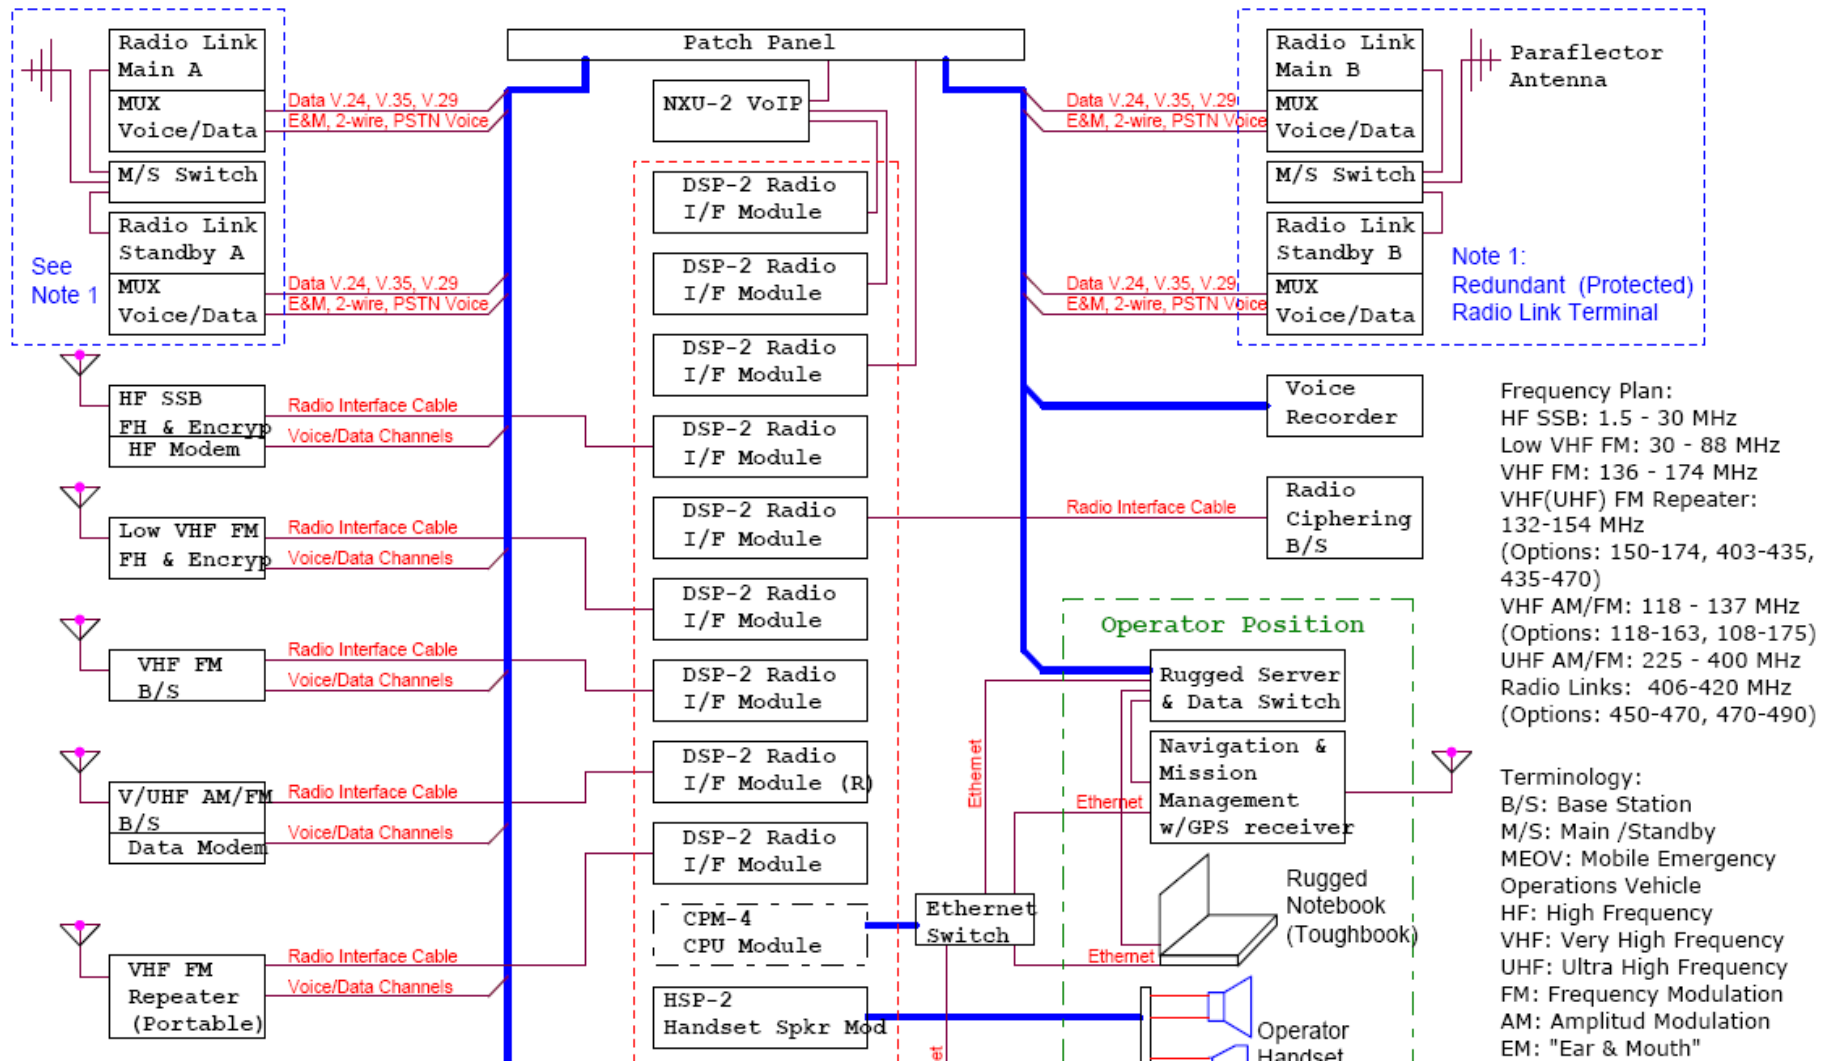 Patch Panel
Radio Link
Main A
MUX
Voice/Data
M/S Switch
Radio Link
Standby A
MUX
Voice/Data
See
Note 1
Data V.24, V.35, V.29
E&M, 2-wire, PSTN Voice
Data V.24, V.35, V.29
E&M, 2-wire, PSTN Voice
HF SSB
FH & Encryp
HF Modem
Radio Interface Cable
Voice/Data Channels
Low VHF FM
FH & Encryp
Radio Interface Cable
Voice/Data Channels
VHF FM
B/S
Radio Interface Cable
Voice/Data Channels
V/UHF AM/FM
B/S
Data Modem
Radio Interface Cable
Voice/Data Channels
VHF FM
Repeater
(Portable)
Radio Interface Cable
Voice/Data Channels
NXU-2 VoIP
DSP-2 Radio
I/F Module
DSP-2 Radio
I/F Module
DSP-2 Radio
I/F Module
DSP-2 Radio
I/F Module
DSP-2 Radio
I/F Module
DSP-2 Radio
I/F Module
DSP-2 Radio
I/F Module
DSP-2 Radio
I/F Module (R)
DSP-2 Radio
I/F Module
CPM-4
CPU Module
HSP-2
Handset Spkr Mod
Ethernet
Switch
Data V.24, V.35, V.29
E&M, 2-wire, PSTN Voice
Data V.24, V.35, V.29
E&M, 2-wire, PSTN Voice
Radio Link
Main B
MUX
Voice/Data
M/S Switch
Radio Link
Standby B
MUX
Voice/Data
Paraflector
Antenna
Note 1:
Redundant (Protected)
Radio Link Terminal
Voice
Recorder
Radio Interface Cable
Radio
Ciphering
B/S
Operator Position
Rugged Server
& Data Switch
Navigation &
Mission
Management
w/GPS receiver
Ethernet
Ethernet
Ethernet
Rugged
Notebook
(Toughbook)
Operator
Handset
Frequency Plan:
HF SSB: 1.5 - 30 MHz
Low VHF FM: 30 - 88 MHz
VHF FM: 136 - 174 MHz
VHF(UHF) FM Repeater:
132-154 MHz
(Options: 150-174, 403-435,
435-470)
VHF AM/FM: 118 - 137 MHz
(Options: 118-163, 108-175)
UHF AM/FM: 225 - 400 MHz
Radio Links: 406-420 MHz
(Options: 450-470, 470-490)
Terminology:
B/S: Base Station
M/S: Main /Standby
MEOV: Mobile Emergency
Operations Vehicle
HF: High Frequency
VHF: Very High Frequency
UHF: Ultra High Frequency
FM: Frequency Modulation
AM: Amplitud Modulation
EM: "Ear & Mouth"